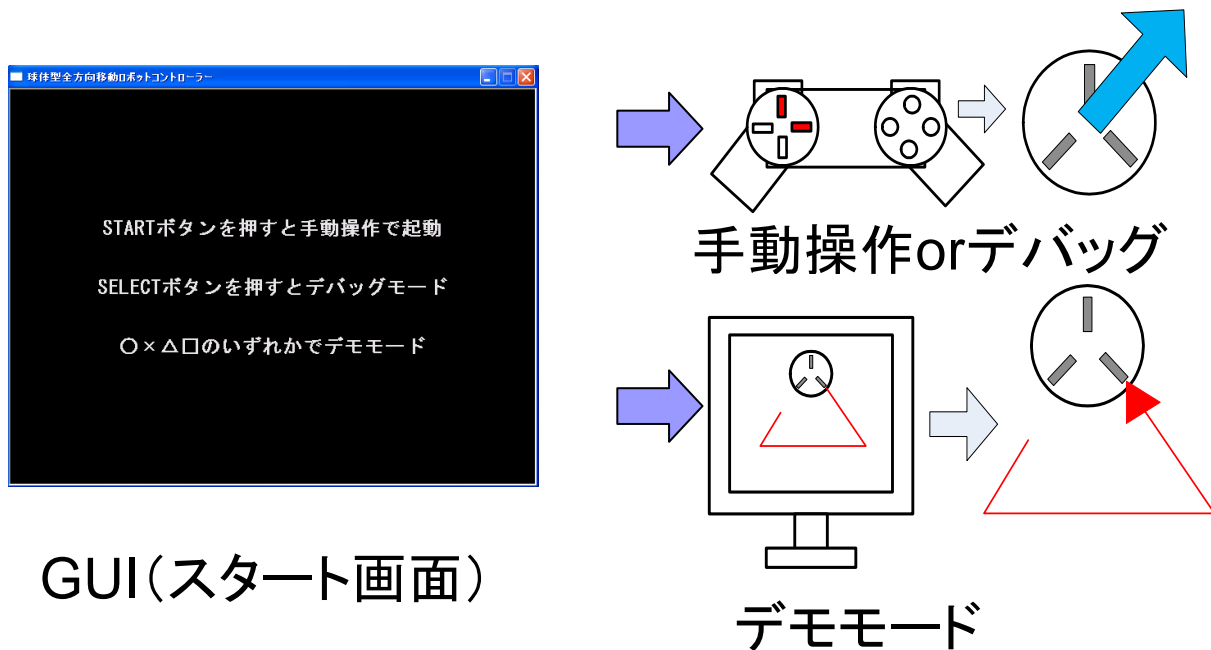 球体型全方向移動ロボットコントローラー
STARTボタンを押すと手動操作で起動
SELECTボタンを押すとデバッグモード
○×△□のいずれかでデモモード
GUI(スタート画面)
手動操作orデバッグ
デモモード